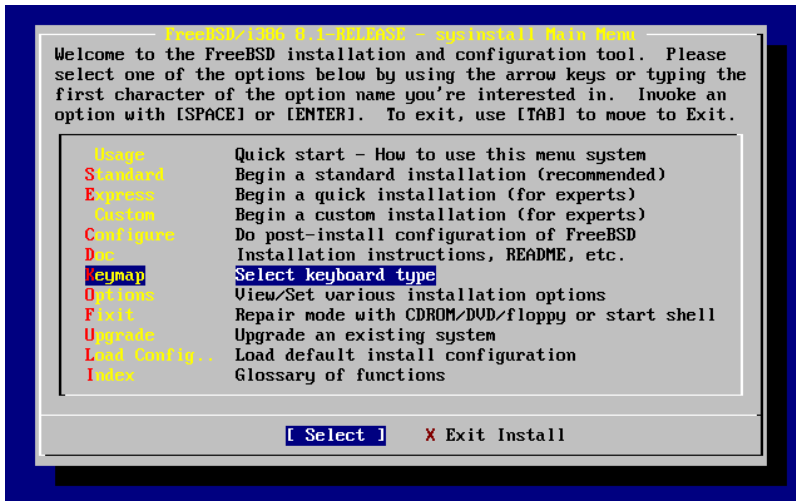 FreeBSD/i386 8.1-RELEASE - sysinstall Main Menu
Welcome to the FreeBSD installation and configuration tool.  Please
select one of the options below by using the arrow keys or typing the
first character of the option name you're interested in.  Invoke an
option with [SPACE] or [ENTER].  To exit, use [TAB] to move to Exit.
Usage Quick start - How to use this menu system
Standard Begin a standard installation (recommended)
Express Begin a quick installation (for experts)
Custom Begin a custom installation (for experts)
Configure Do post-install configuration of FreeBSD
Doc Installation instructions, README, etc.
Keymap Select keyboard type
Options View/Set various installation options
Fixit Repair mode with CDROM/DVD/floppy or start shell
Upgrade Upgrade an existing system
Load Config.. Load default install configuration
Index Glossary of functions
[ Select ] X Exit Install